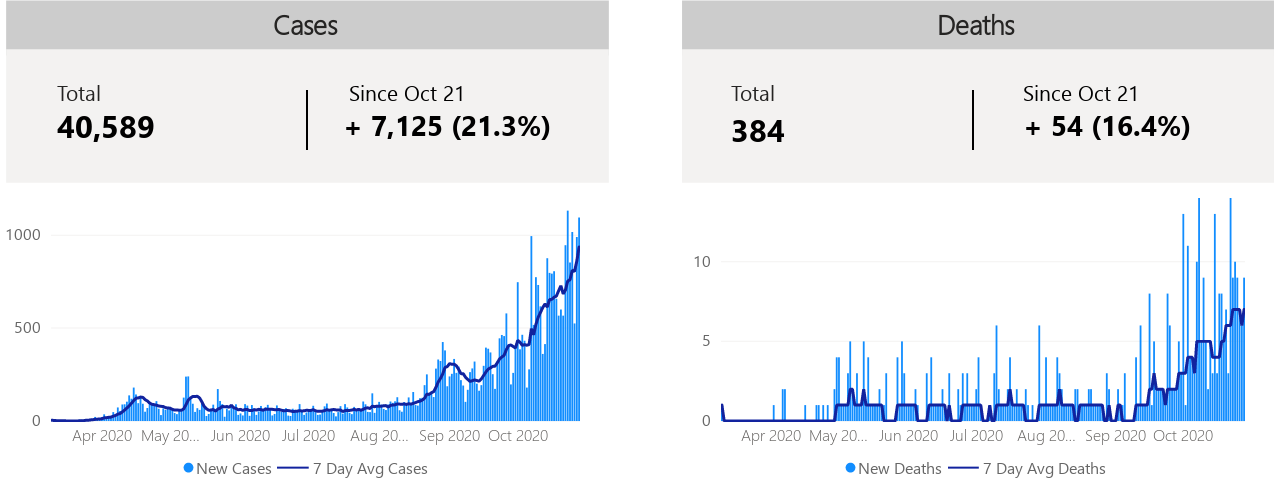 Cases
Total
Since Oct 21
40,589
+ 7,125 (21.3%)
1000
500
0
Apr 2020 May 20... Jun 2020 Jul 2020 Aug 20... Sep 2020 Oct 2020
New Cases 7 Day Avg Cases
Deaths
Total
Since Oct 21
384
+ 54 (16.4%)
10
5
0
Apr 2020 May 20... Jun 2020 Jul 2020 Aug 20... Sep 2020 Oct 2020
New Deaths 7 Day Avg Deaths